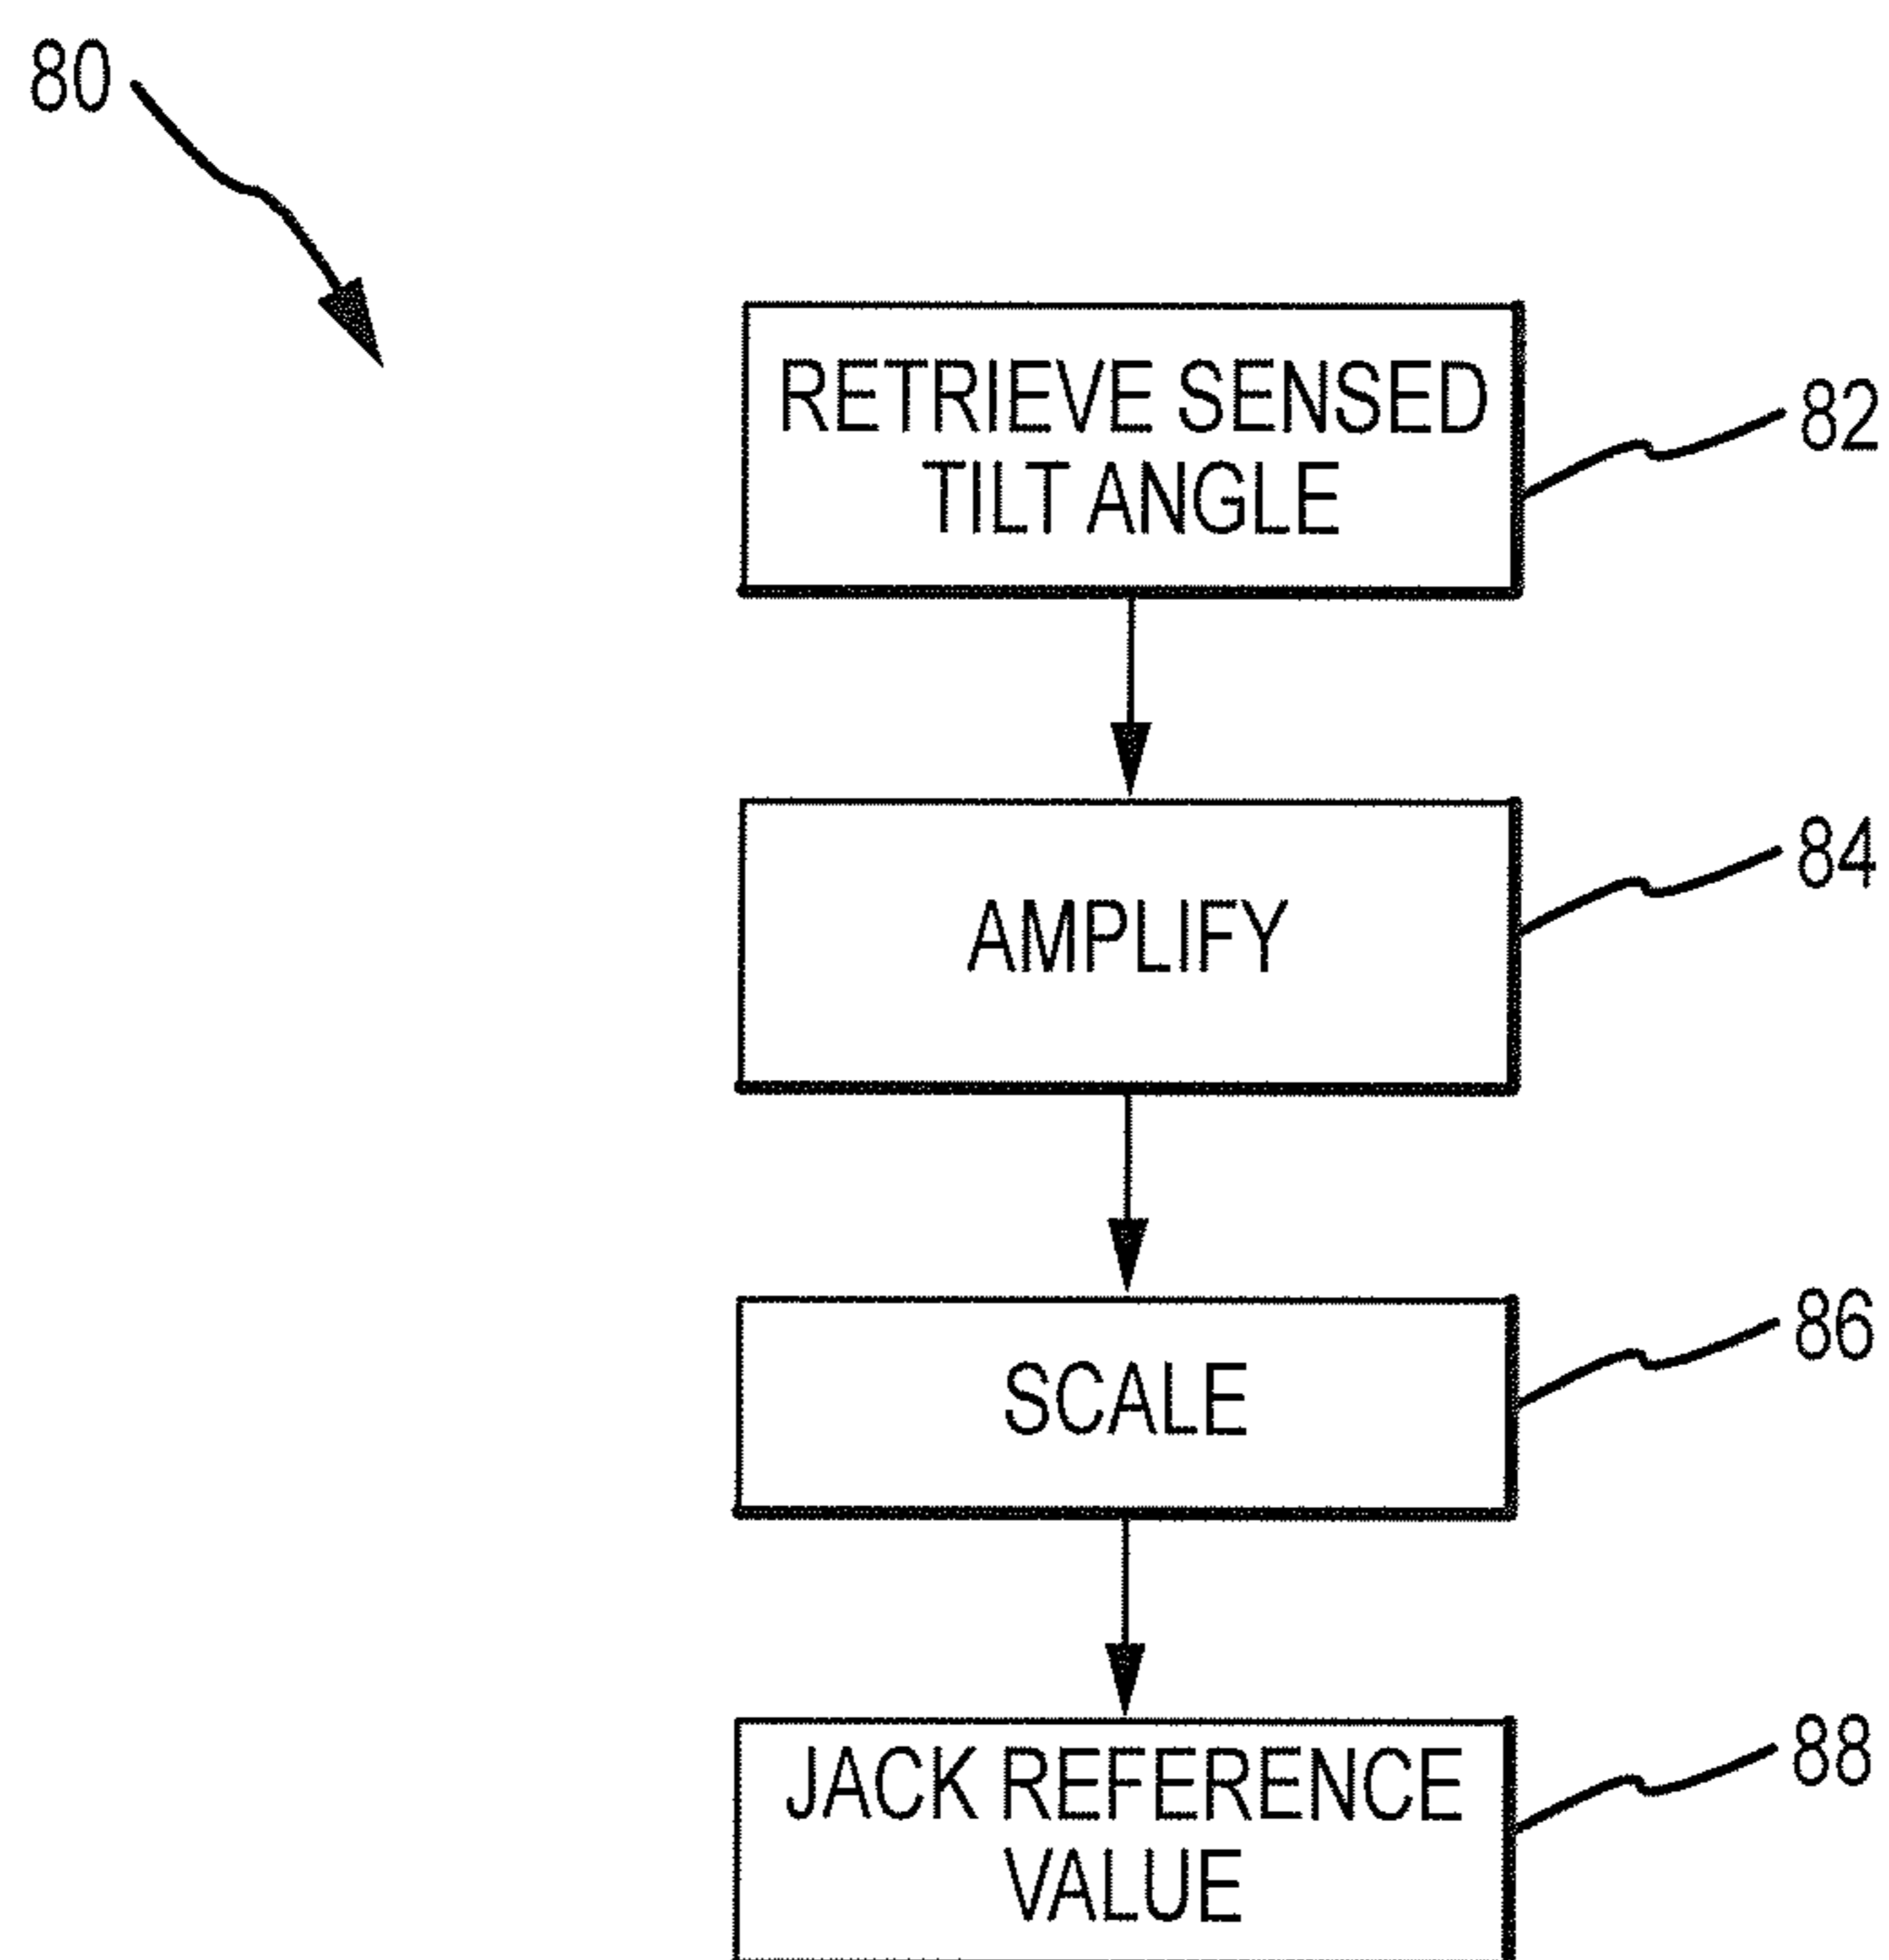 80
RETRIEVE SENSED
TILT ANGLE
82
AMPLIFY
84
SCALE
86
JACK REFERENCE
VALUE
88